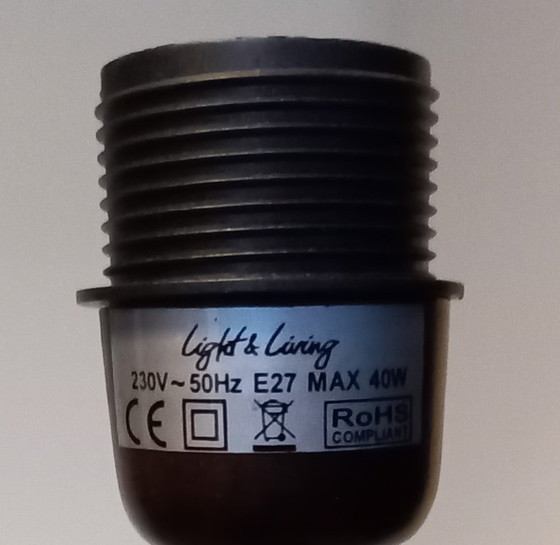 Light & Living
230V~50Hz E27 MAX 40W
CE RoHS
COMPLIANT